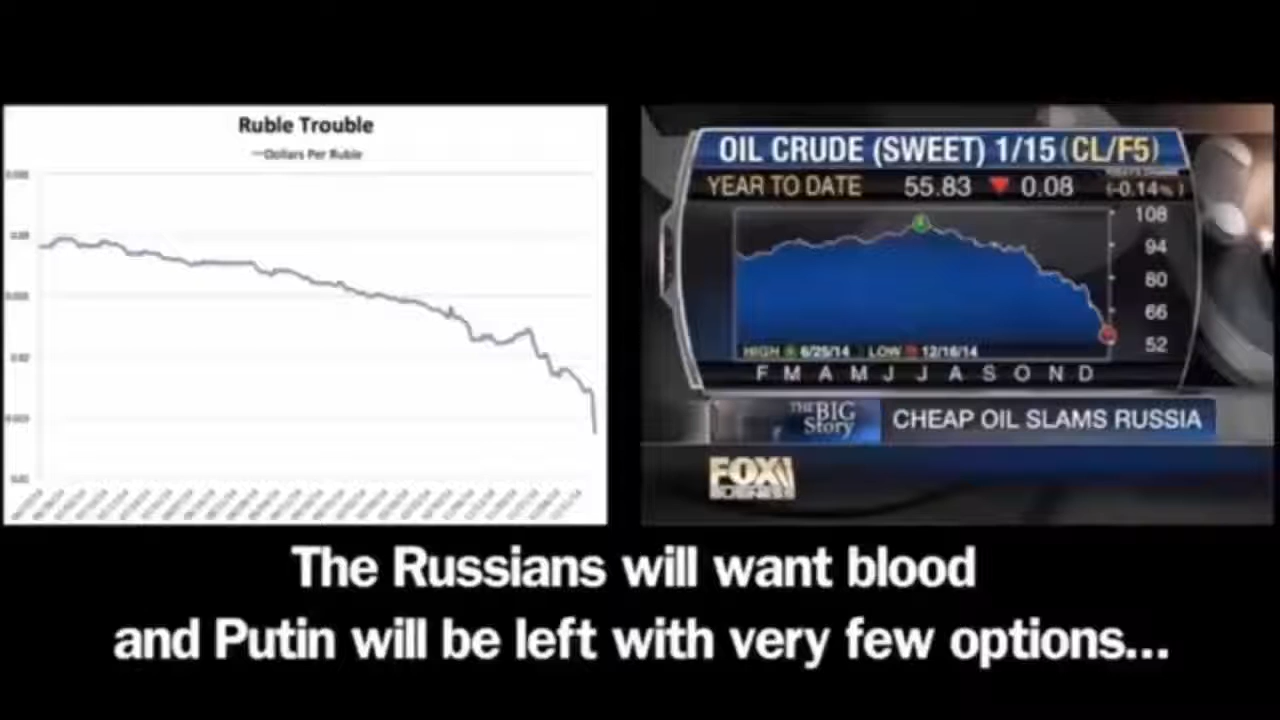 Ruble Trouble
Dollars Per Ruble
OIL CRUDE (SWEET) 1/15 (CL/F5)
YEAR TO DATE 55.83 ▼ 0.08 (-0.14%)
108
94
80
66
52
HIGH 6/25/14 LOW 12/16/14
F M A M J J A S O N D
THE BIG Story
CHEAP OIL SLAMS RUSSIA
FOX
BUSINESS
The Russians will want blood
and Putin will be left with very few options...